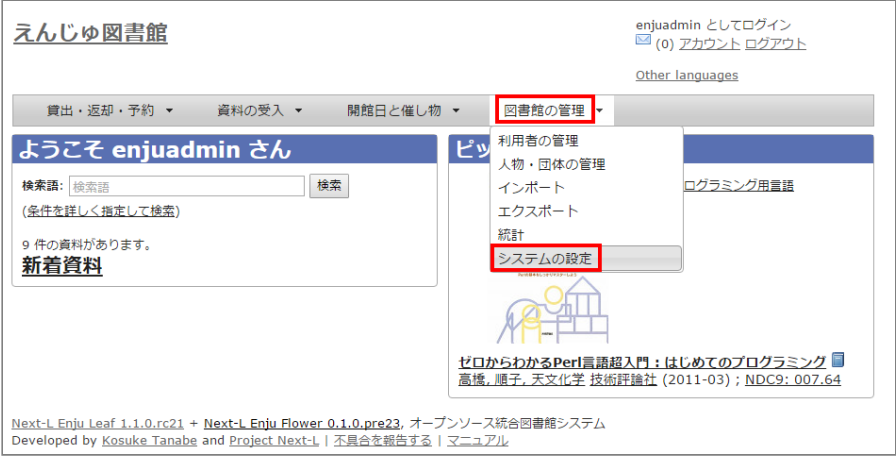 えんじゅ図書館
enjuadmin としてログイン
(0) アカウント ログアウト
Other languages
貸出・返却・予約 ▼ 資料の受入 ▼ 開館日と催し物 ▼ 図書館の管理 ▼
利用者の管理
人物・団体の管理
インポート
エクスポート
統計
システムの設定
ようこそ enjuadmin さん
検索語: 検索語 検索
(条件を詳しく指定して検索)
9 件の資料があります。
新着資料
ピッ
ログラミング用言語
ゼロからわかるPerl言語超入門 : はじめてのプログラミング
高橋, 順子, 天文化学 技術評論社 (2011-03) ; NDC9: 007.64
Next-L Enju Leaf 1.1.0.rc21 + Next-L Enju Flower 0.1.0.pre23, オープンソース統合図書館システム
Developed by Kosuke Tanabe and Project Next-L | 不具合を報告する | マニュアル